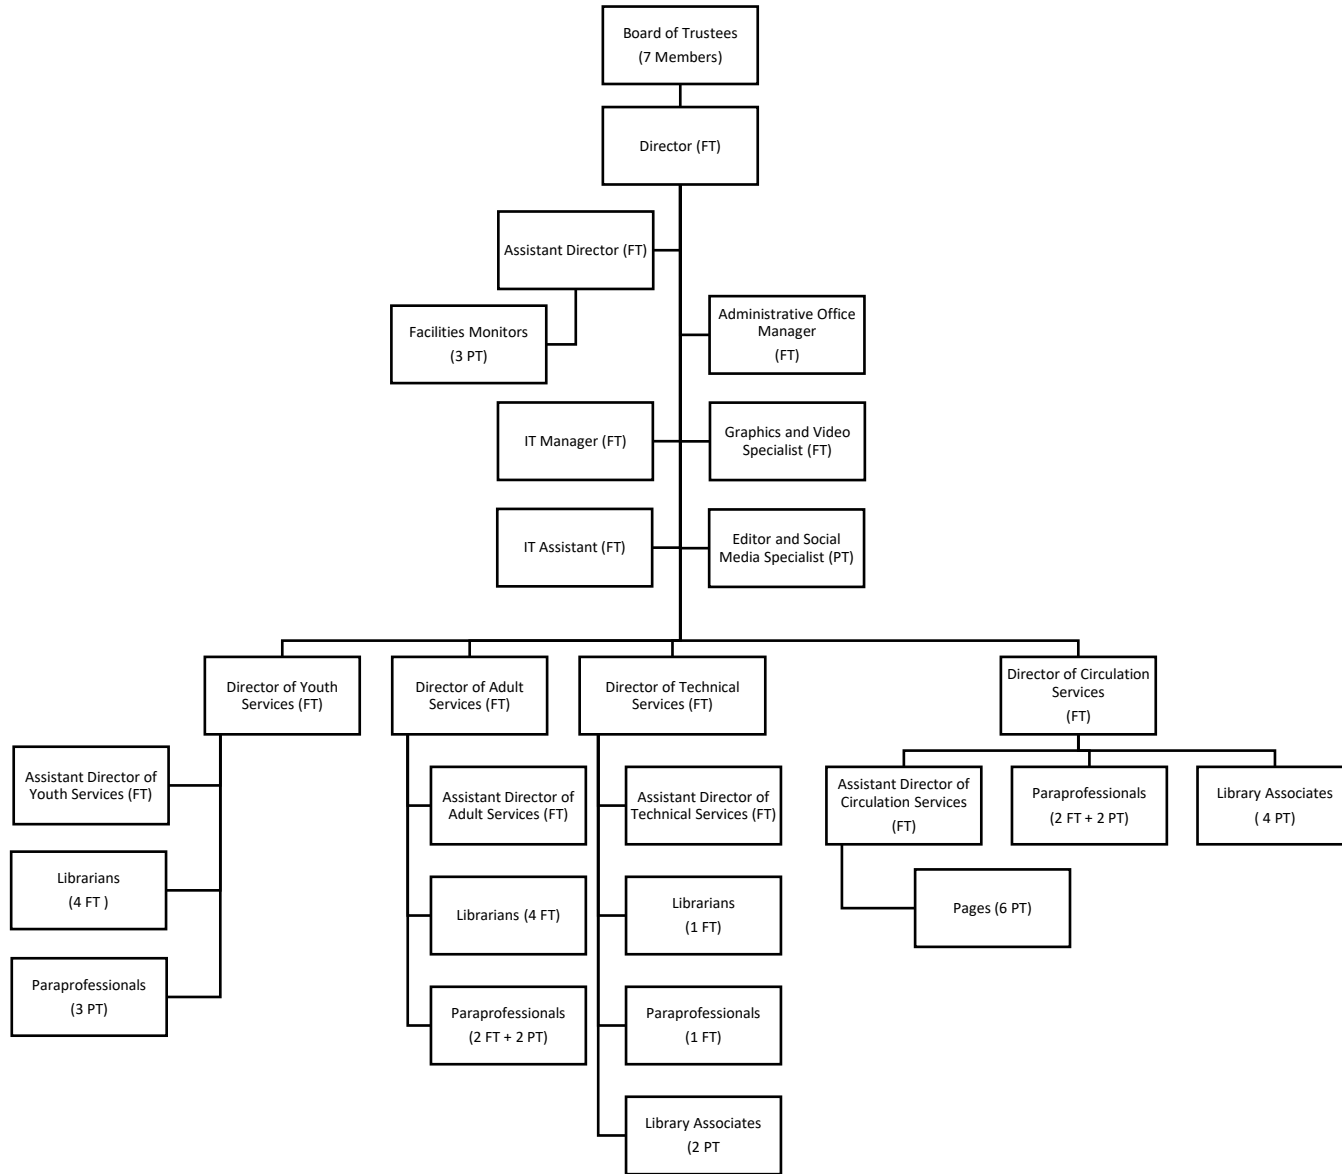 Board of Trustees
(7 Members)
Director (FT)
Assistant Director (FT)
Facilities Monitors
(3 PT)
Administrative Office
Manager
(FT)
IT Manager (FT)
Graphics and Video
Specialist (FT)
IT Assistant (FT)
Editor and Social
Media Specialist (PT)
Director of Youth
Services (FT)
Assistant Director of
Youth Services (FT)
Librarians
(4 FT )
Paraprofessionals
(3 PT)
Director of Adult
Services (FT)
Assistant Director of
Adult Services (FT)
Librarians (4 FT)
Paraprofessionals
(2 FT + 2 PT)
Director of Technical
Services (FT)
Assistant Director of
Technical Services (FT)
Librarians
(1 FT)
Paraprofessionals
(1 FT)
Library Associates
(2 PT
Director of Circulation
Services
(FT)
Assistant Director of
Circulation Services
(FT)
Pages (6 PT)
Paraprofessionals
(2 FT + 2 PT)
Library Associates
( 4 PT)